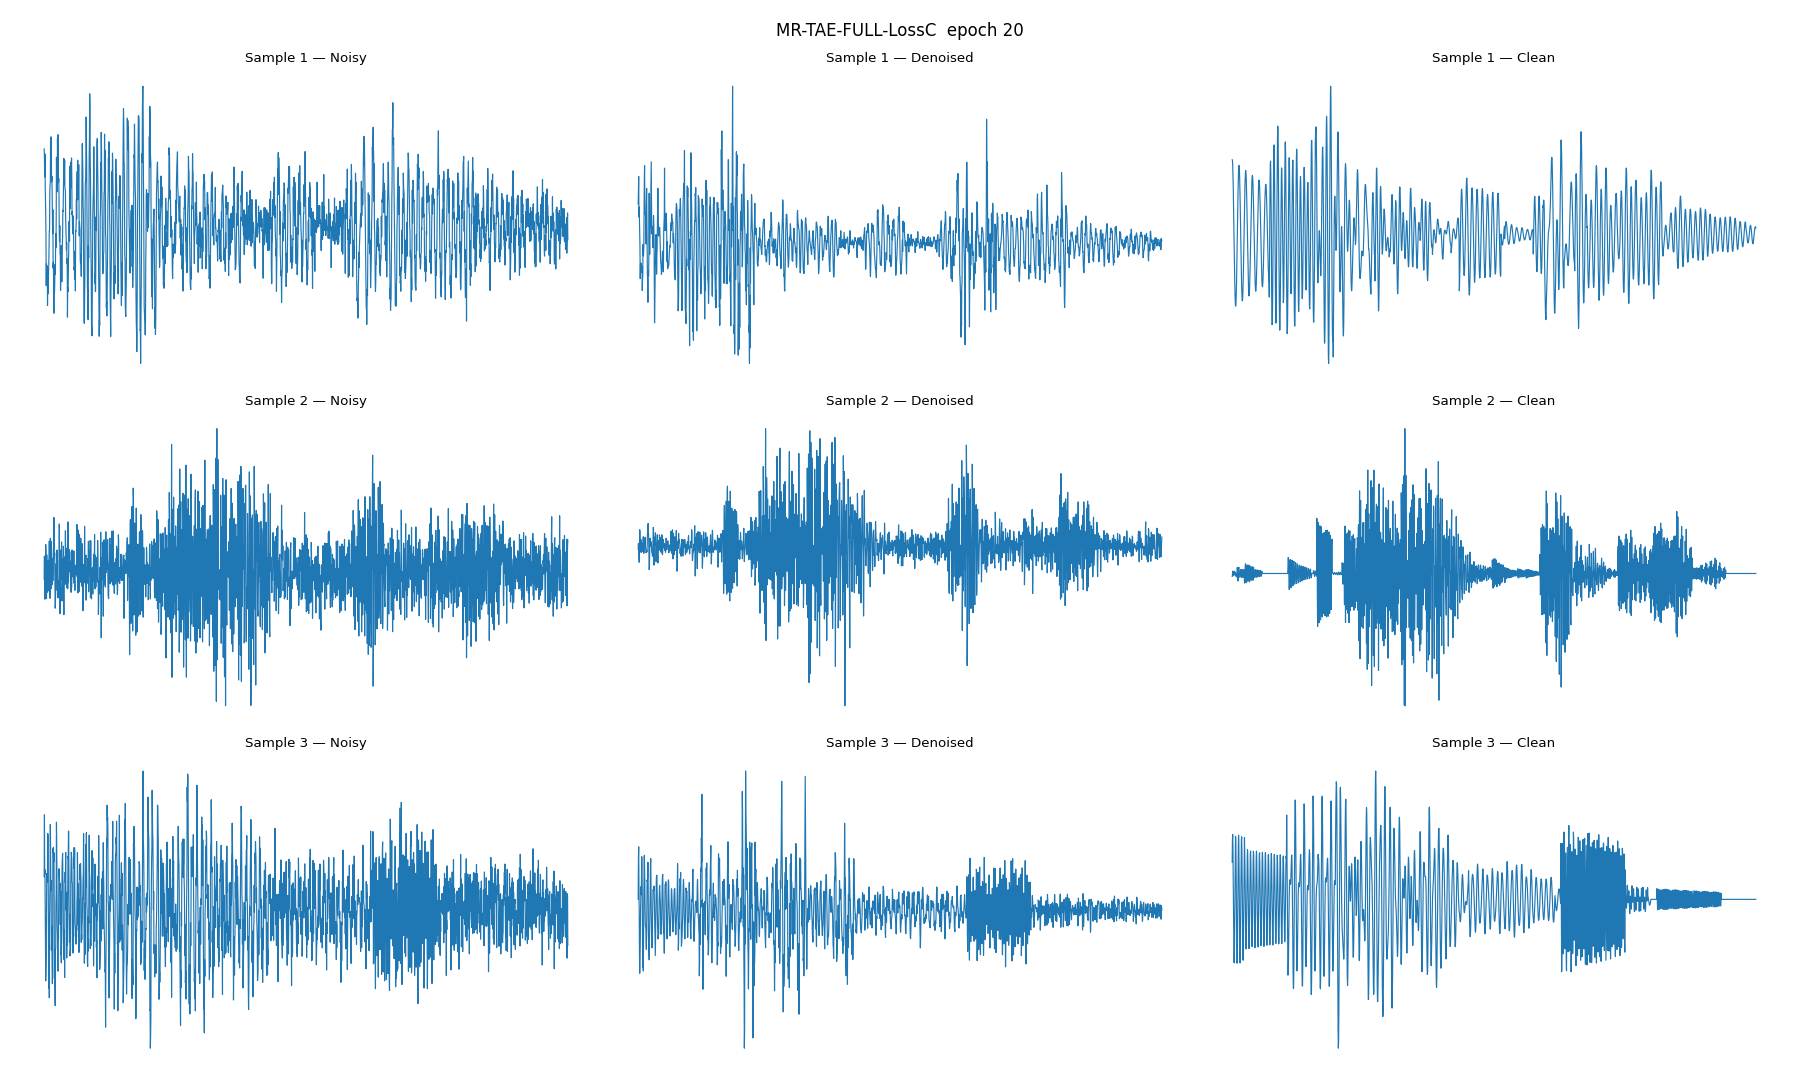 MR-TAE-FULL-LossC  epoch 20
Sample 1 — Noisy
Sample 1 — Denoised
Sample 1 — Clean
Sample 2 — Noisy
Sample 2 — Denoised
Sample 2 — Clean
Sample 3 — Noisy
Sample 3 — Denoised
Sample 3 — Clean